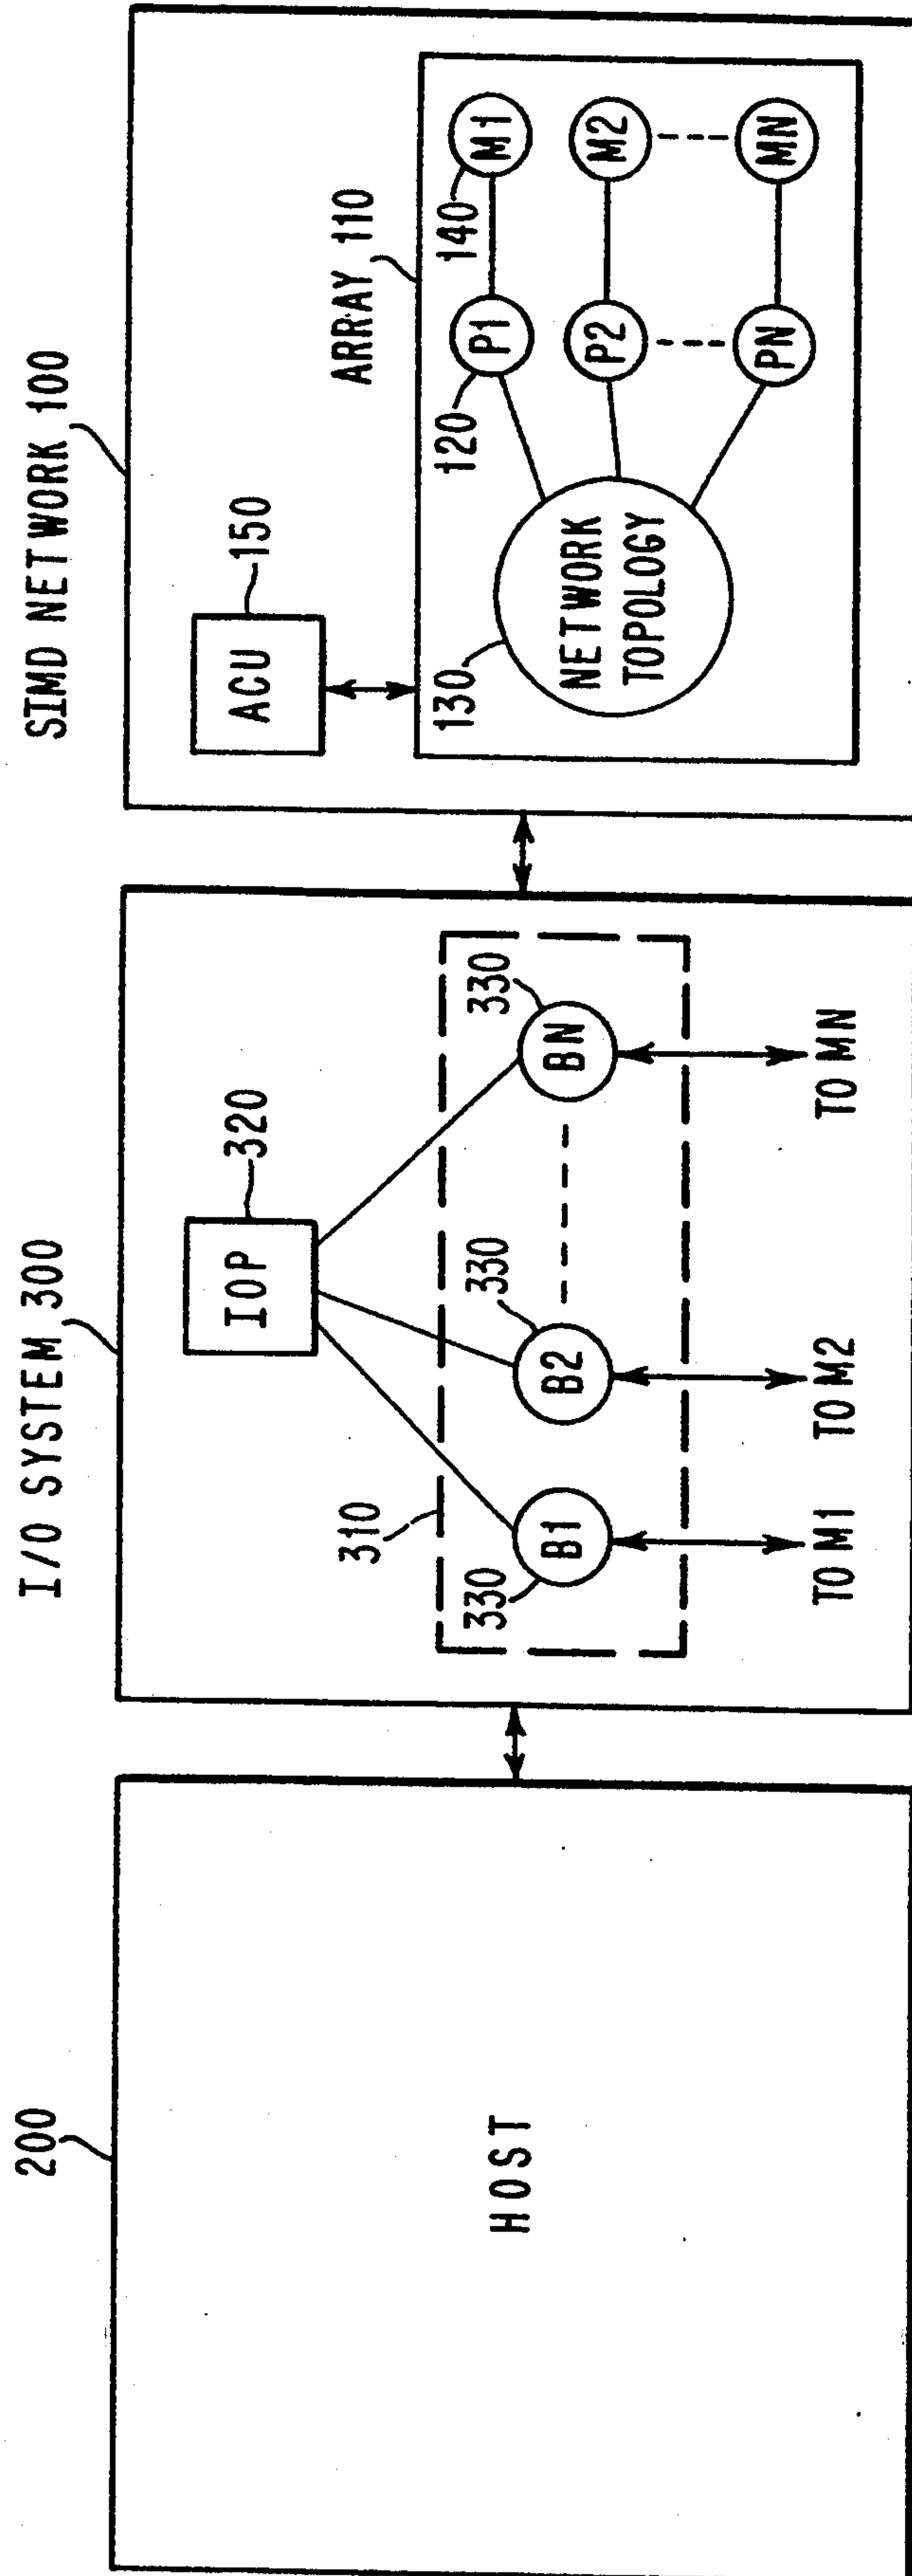 200
HOST
I/O SYSTEM 300
IOP
320
310
330
B1
330
B2
330
BN
TO M1
TO M2
TO MN
SIMD NETWORK 100
ACU
150
ARRAY 110
130
NETWORK
TOPOLOGY
120
P1
140
M1
P2
M2
PN
MN